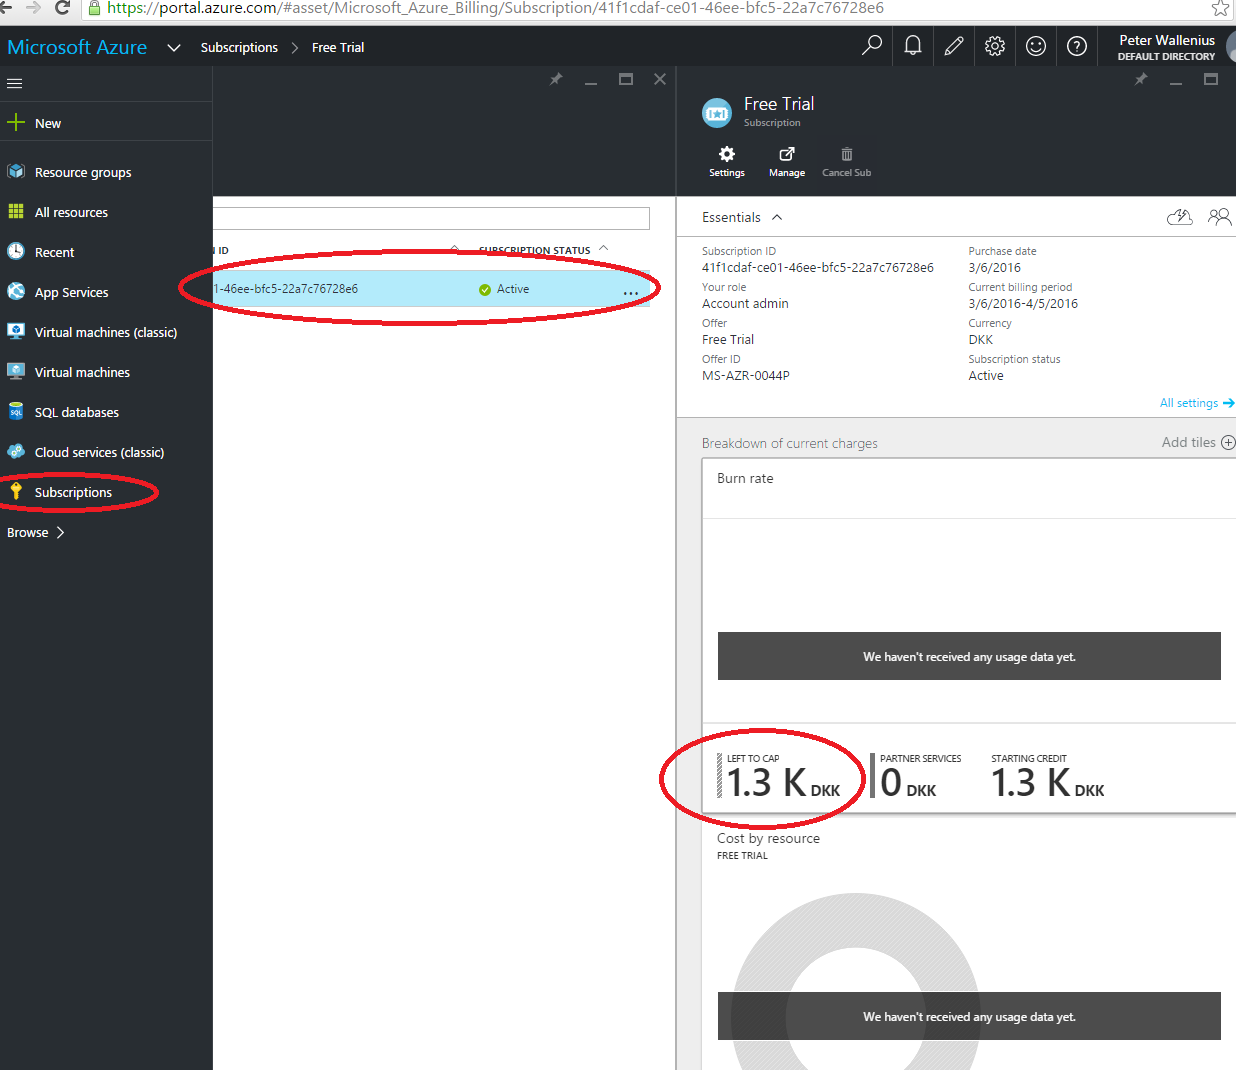 https://portal.azure.com/#asset/Microsoft_Azure_Billing/Subscription/41f1cdaf-ce01-46ee-bfc5-22a7c76728e6
Microsoft Azure
Subscriptions
Free Trial
Peter Wallenius
DEFAULT DIRECTORY
New
Resource groups
All resources
Recent
App Services
Virtual machines (classic)
Virtual machines
SQL databases
Cloud services (classic)
Subscriptions
Browse
ID
SUBSCRIPTION STATUS
1-46ee-bfc5-22a7c76728e6
Active
...
Free Trial
Subscription
Settings
Manage
Cancel Sub
Essentials
Subscription ID
41f1cdaf-ce01-46ee-bfc5-22a7c76728e6
Your role
Account admin
Offer
Free Trial
Offer ID
MS-AZR-0044P
Purchase date
3/6/2016
Current billing period
3/6/2016-4/5/2016
Currency
DKK
Subscription status
Active
All settings
Breakdown of current charges
Add tiles
Burn rate
We haven't received any usage data yet.
LEFT TO CAP
1.3 K DKK
PARTNER SERVICES
0 DKK
STARTING CREDIT
1.3 K DKK
Cost by resource
FREE TRIAL
We haven't received any usage data yet.